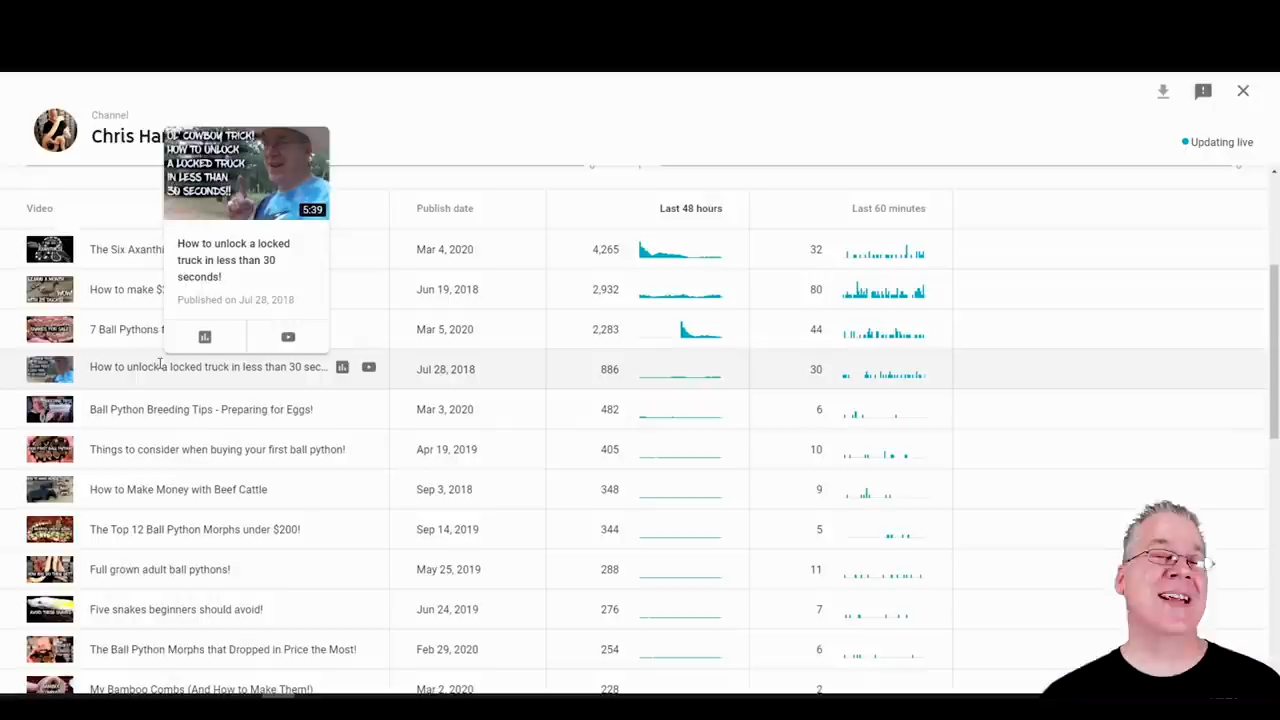 Channel
Chris Ha
Updating live
OL' COWBOY TRICK!
HOW TO UNLOCK
A LOCKED TRUCK
IN LESS THAN
30 SECONDS!!
5:39
How to unlock a locked
truck in less than 30
seconds!
Published on Jul 28, 2018
Video Publish date Last 48 hours Last 60 minutes
The Six Axanthi Mar 4, 2020 4,265 32
How to make $ Jun 19, 2018 2,932 80
7 Ball Pythons f Mar 5, 2020 2,283 44
How to unlock a locked truck in less than 30 sec... Jul 28, 2018 886 30
Ball Python Breeding Tips - Preparing for Eggs! Mar 3, 2020 482 6
Things to consider when buying your first ball python! Apr 19, 2019 405 10
How to Make Money with Beef Cattle Sep 3, 2018 348 9
The Top 12 Ball Python Morphs under $200! Sep 14, 2019 344 5
Full grown adult ball pythons! May 25, 2019 288 11
Five snakes beginners should avoid! Jun 24, 2019 276 7
The Ball Python Morphs that Dropped in Price the Most! Feb 29, 2020 254 6
My Bamboo Combs (And How to Make Them!) Mar 2, 2020 228 2